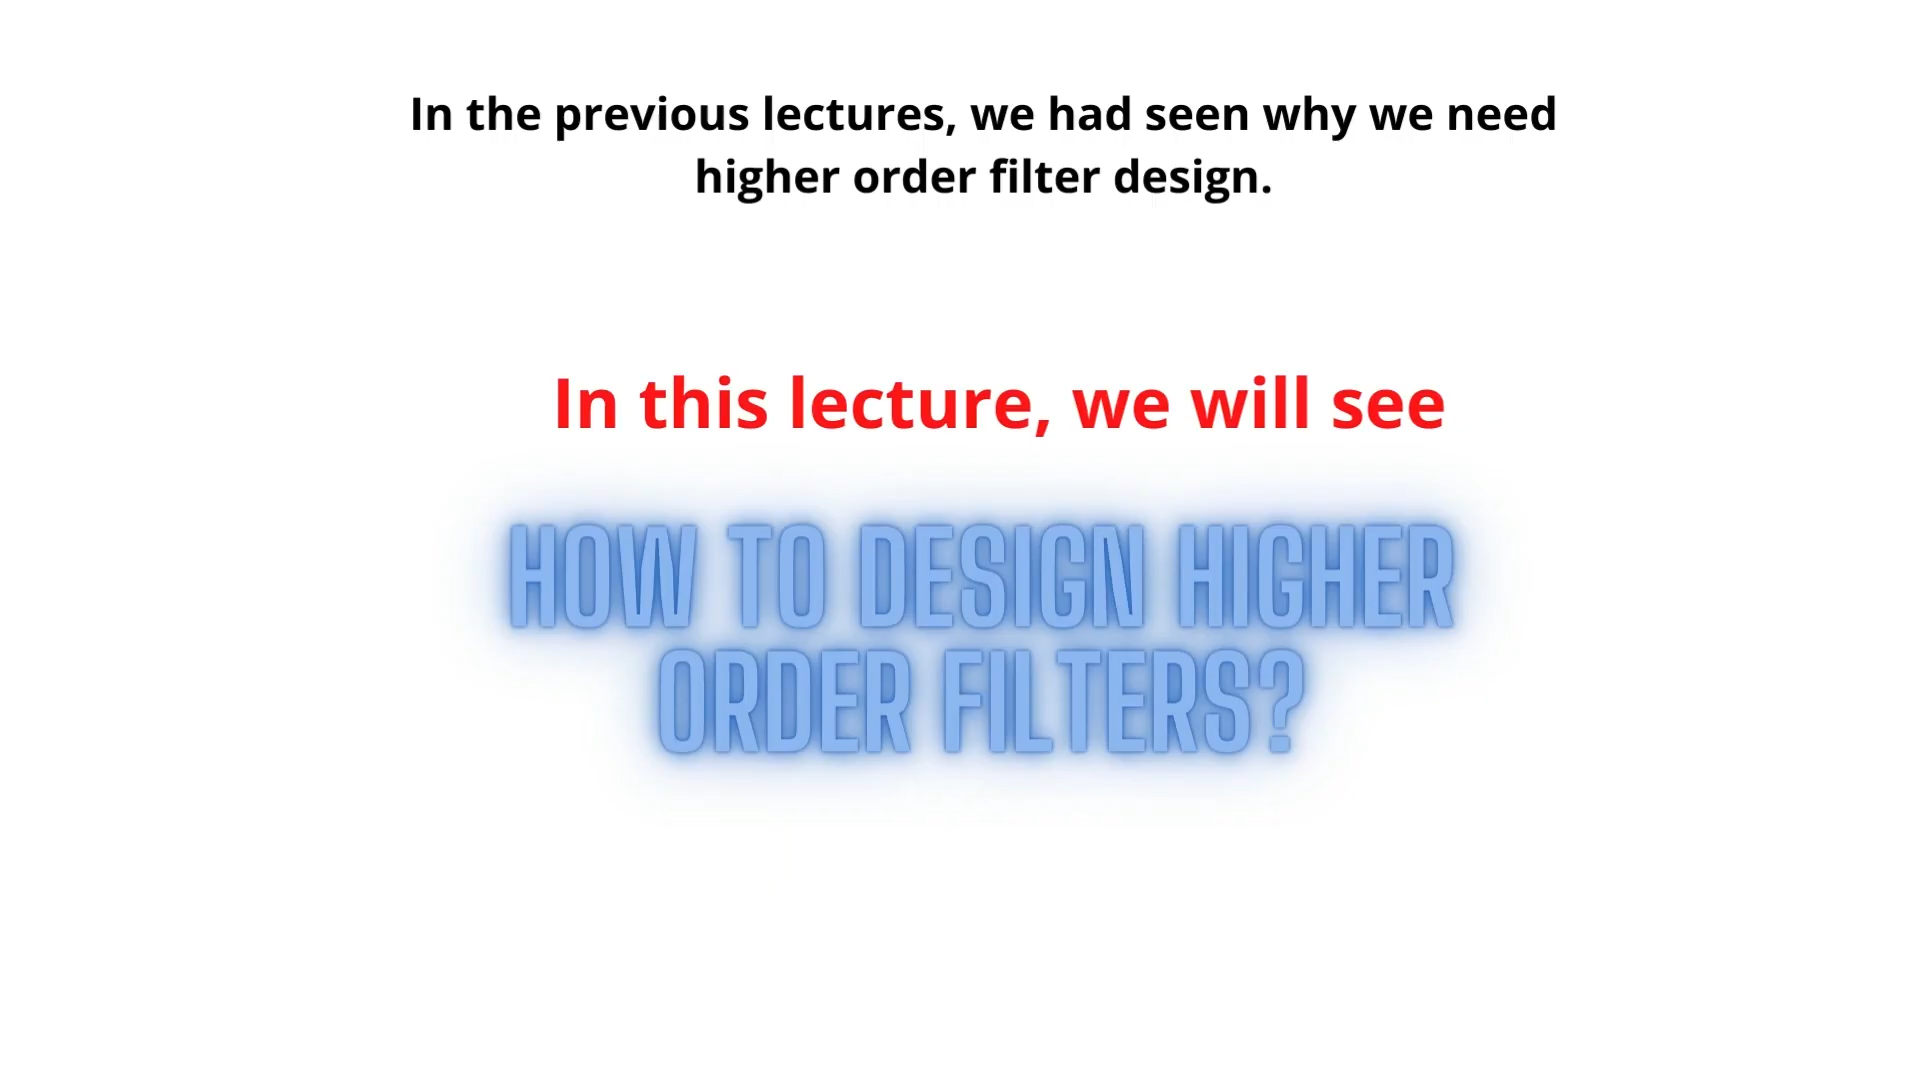 In the previous lectures, we had seen why we need
higher order filter design.
In this lecture, we will see
HOW TO DESIGN HIGHER
ORDER FILTERS?